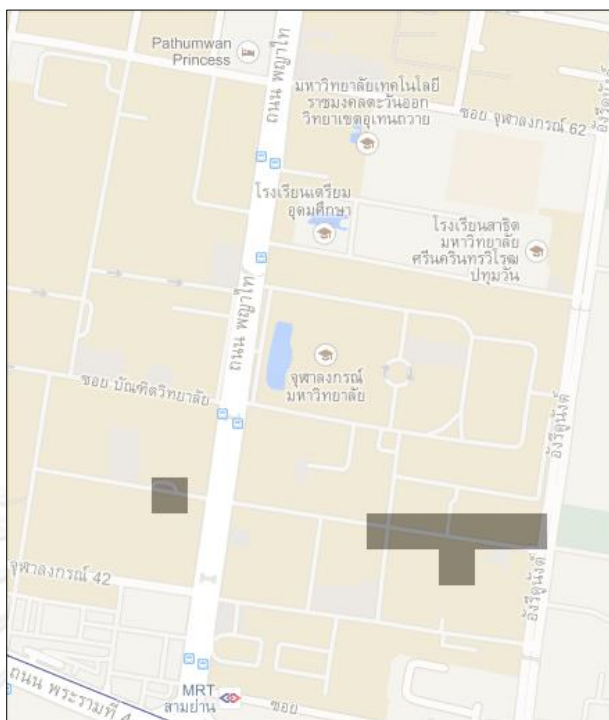 Pathumwan
Princess
ถนน พญาไท
มหาวิทยาลัยเทคโนโลยี
ราชมงคลตะวันออก
วิทยาเขตอุเทนถวาย
ซอย จุฬาลงกรณ์ 62
อังรีดูนังต์
โรงเรียนเตรียม
อุดมศึกษา
โรงเรียนสาธิต
มหาวิทยาลัย
ศรีนครินทรวิโรฒ
ปทุมวัน
ถนน พญาไท
จุฬาลงกรณ์
มหาวิทยาลัย
ซอย บัณฑิตวิทยาลัย
อังรีดูนังต์
จุฬาลงกรณ์ 42
อังรีดูนังต์
MRT
สามย่าน
ถนน พระรามที่ 4
ซอย